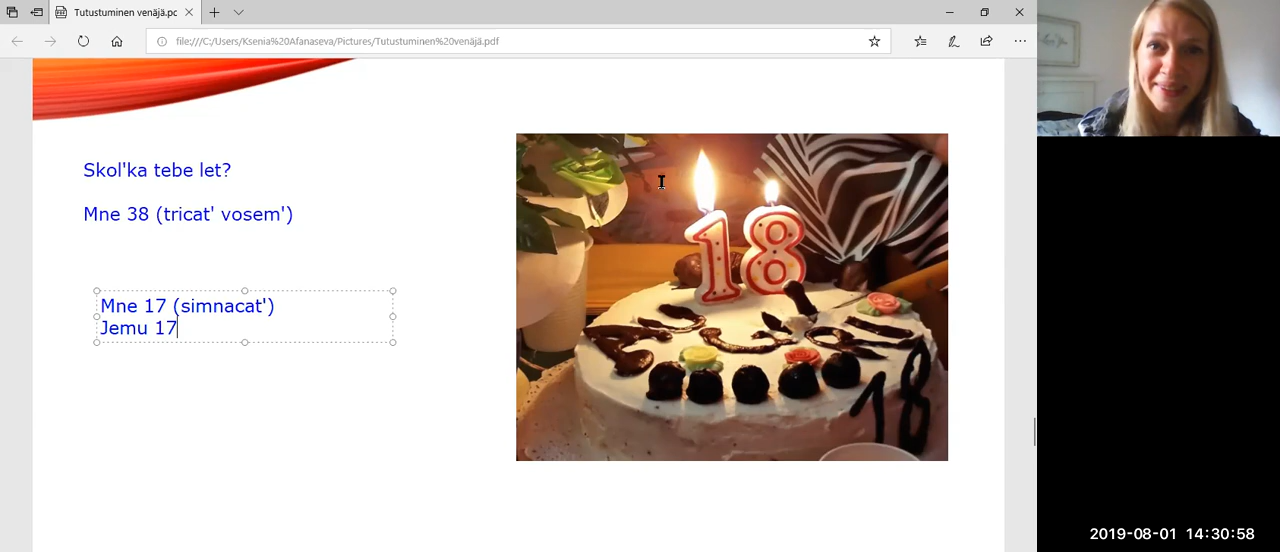 Tutustuminen venäjä.pc
file:///C:/Users/Ksenia%20Afanaseva/Pictures/Tutustuminen%20venäjä.pdf
Skol'ka tebe let?
Mne 38 (tricat' vosem')
Mne 17 (simnacat')
Jemu 17
18
18
2019-08-01 14:30:58